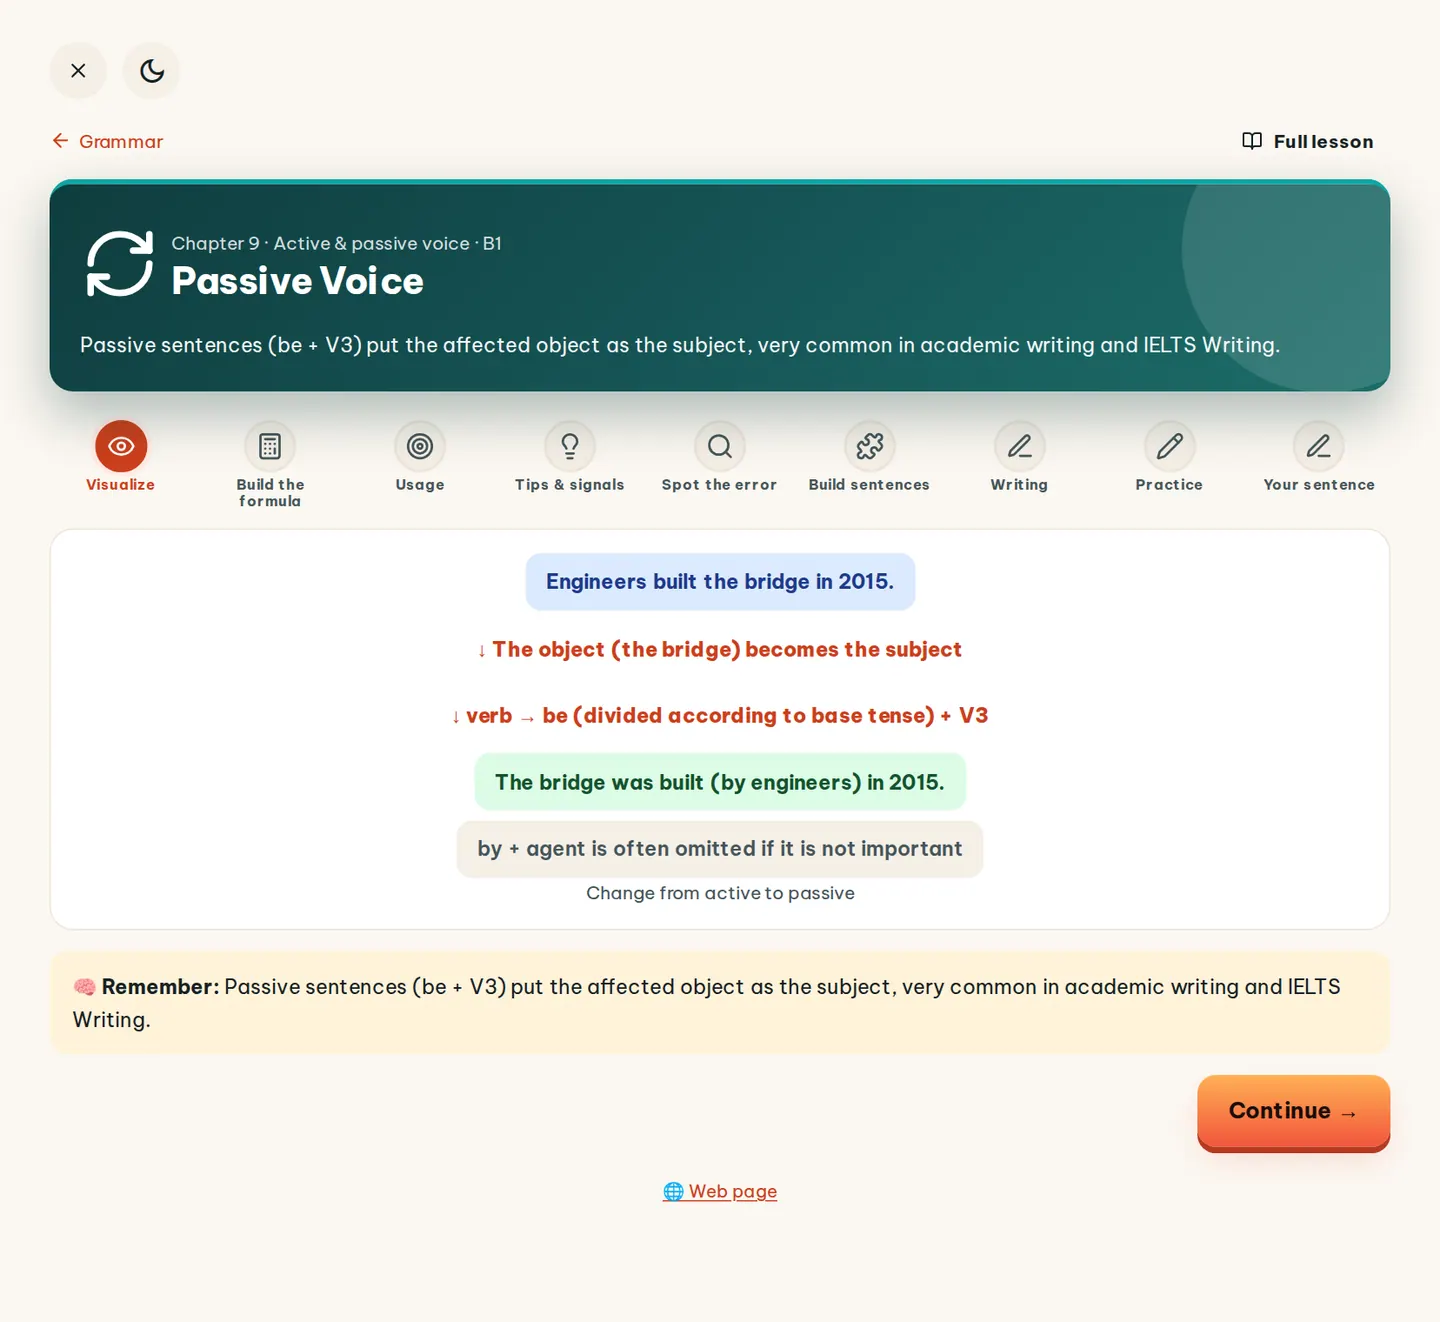 Grammar
Full lesson
Chapter 9 · Active & passive voice · B1
Passive Voice
Passive sentences (be + V3) put the affected object as the subject, very common in academic writing and IELTS Writing.
Visualize
Build the
formula
Usage
Tips & signals
Spot the error
Build sentences
Writing
Practice
Your sentence
Engineers built the bridge in 2015.
↓ The object (the bridge) becomes the subject
↓ verb → be (divided according to base tense) + V3
The bridge was built (by engineers) in 2015.
by + agent is often omitted if it is not important
Change from active to passive
🧠 Remember: Passive sentences (be + V3) put the affected object as the subject, very common in academic writing and IELTS
Writing.
Continue →
🌐 Web page